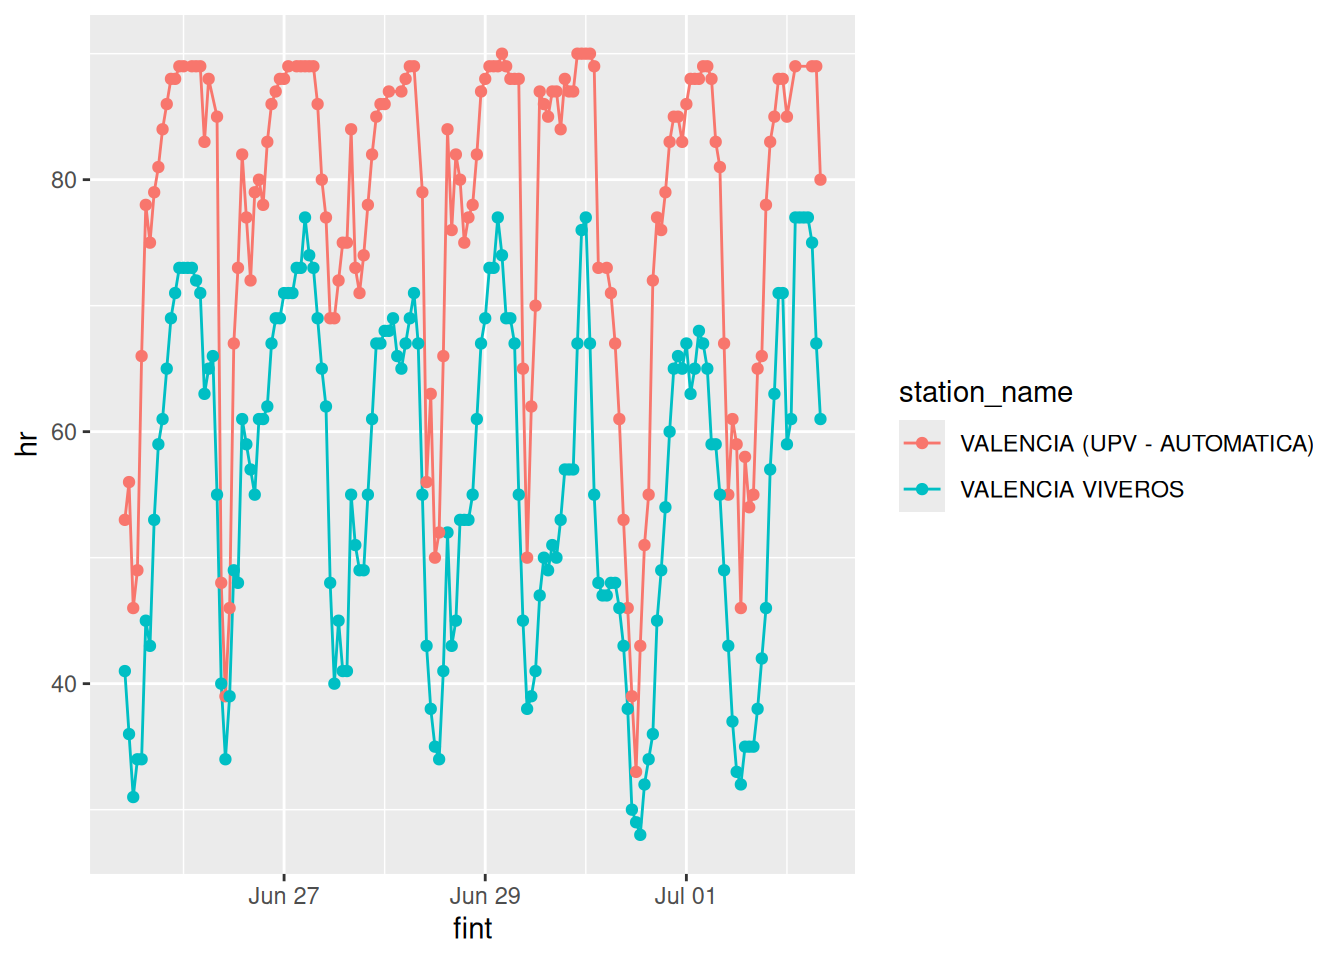 80
60
40
hr
Jun 27
Jun 29
Jul 01
fint
station_name
VALENCIA (UPV - AUTOMATICA)
VALENCIA VIVEROS